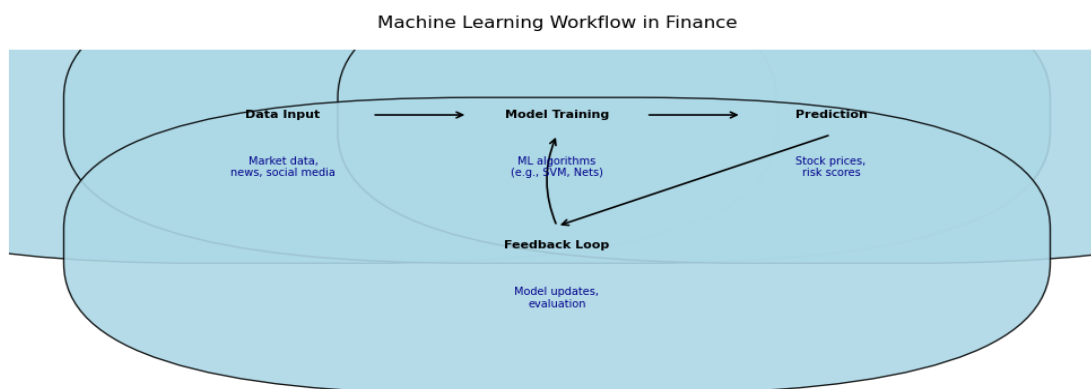 Machine Learning Workflow in Finance
Data Input
Market data,
news, social media
Model Training
ML algorithms
(e.g., SVM, Nets)
Prediction
Stock prices,
risk scores
Feedback Loop
Model updates,
evaluation